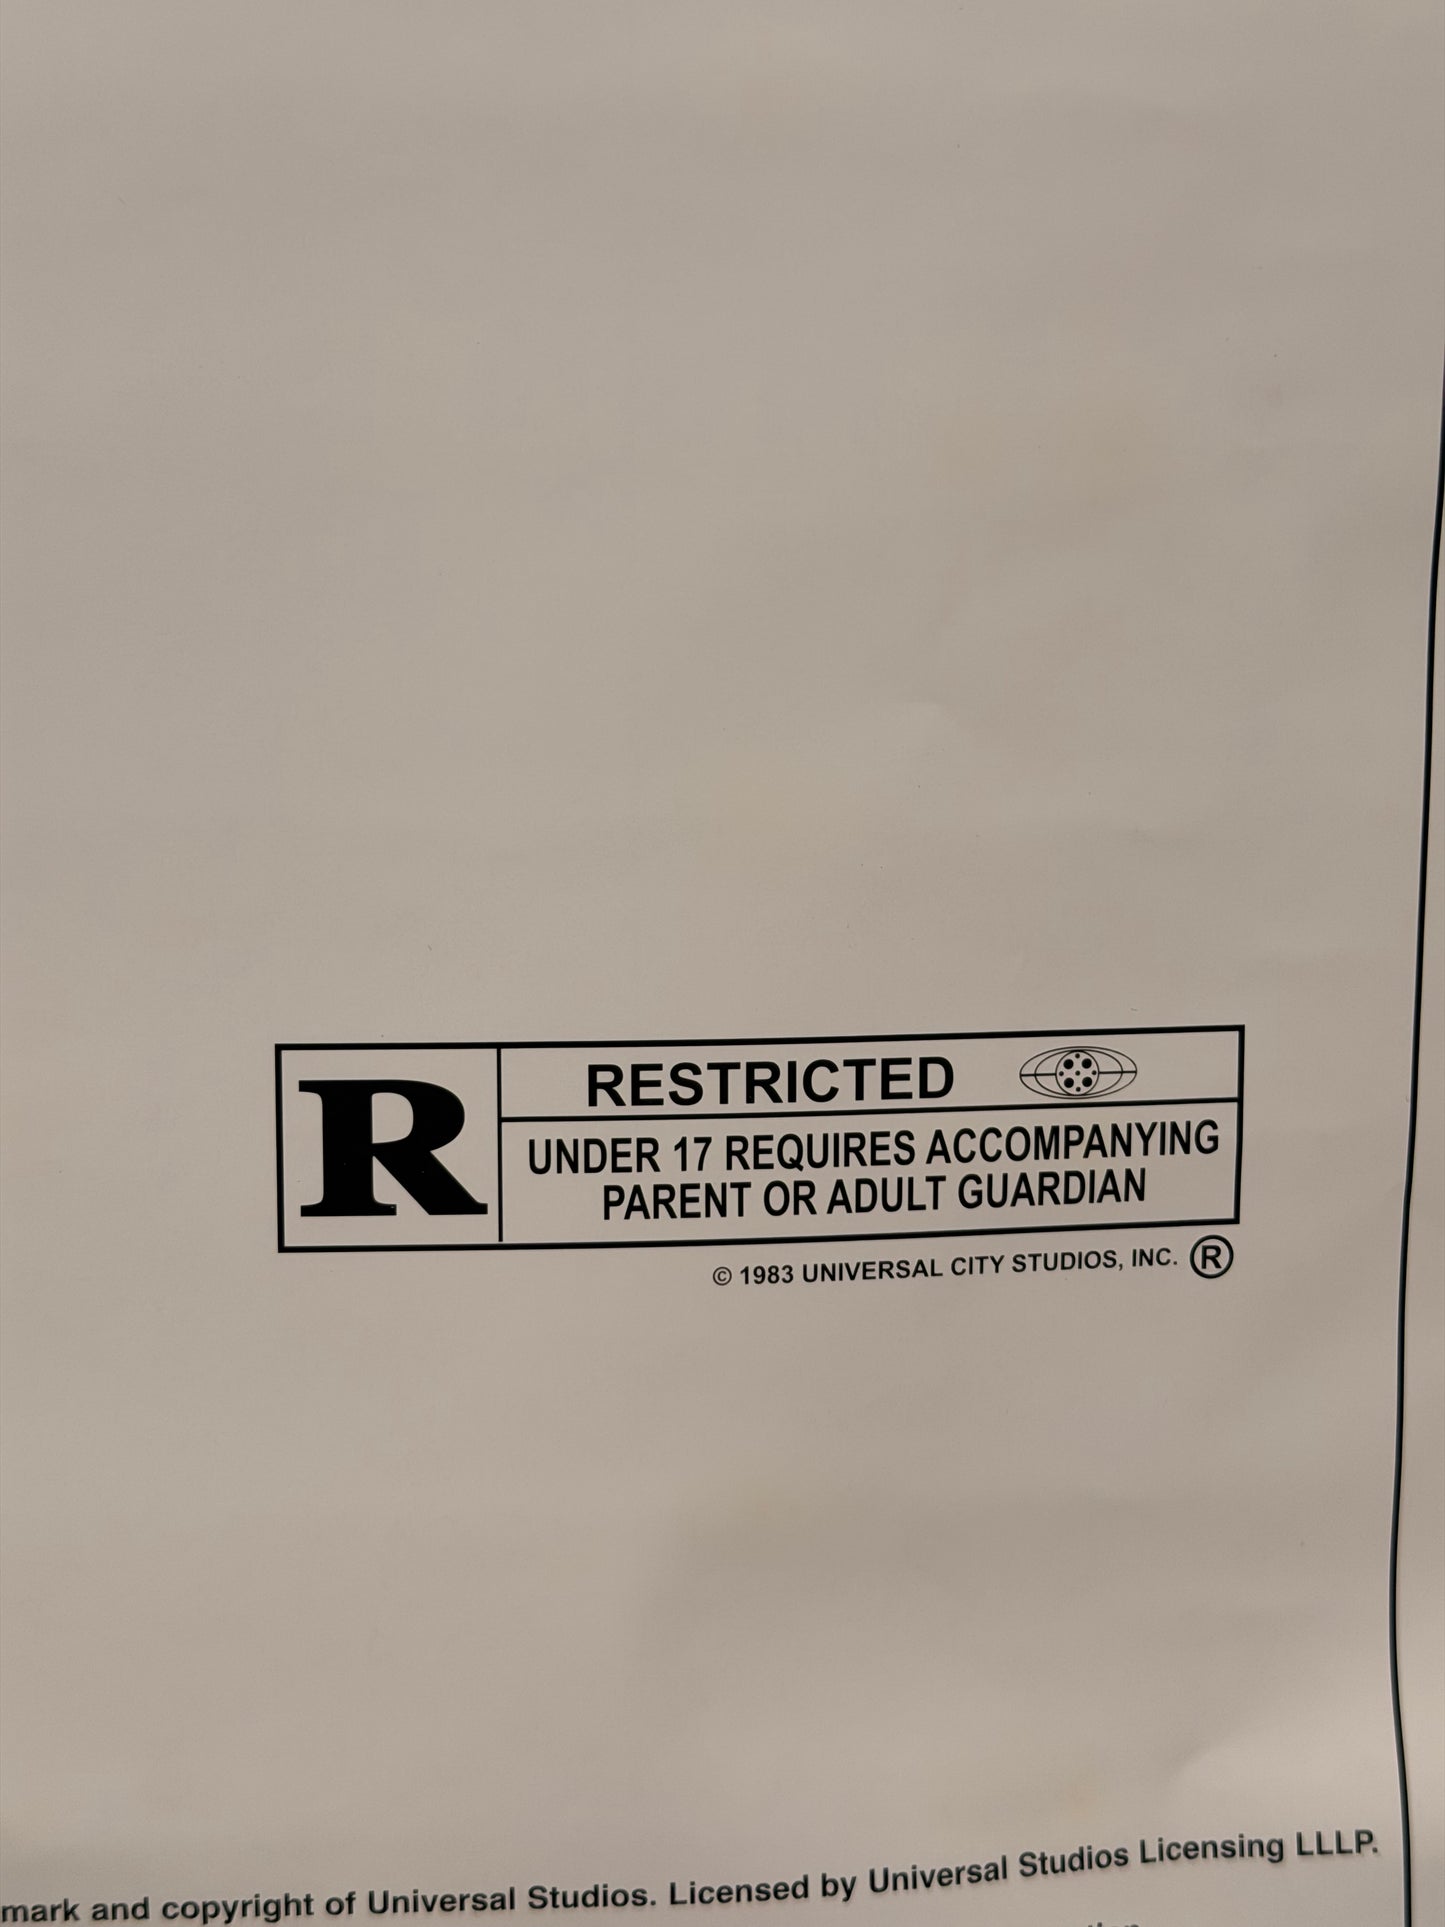 R
RESTRICTED
UNDER 17 REQUIRES ACCOMPANYING
PARENT OR ADULT GUARDIAN
© 1983 UNIVERSAL CITY STUDIOS, INC. ®
mark and copyright of Universal Studios. Licensed by Universal Studios Licensing LLLP.